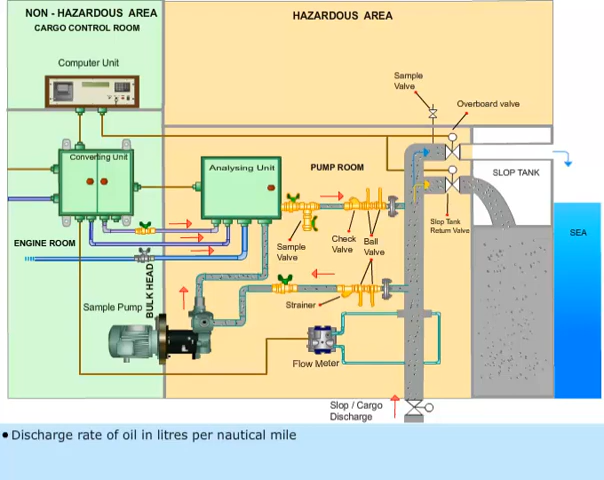 NON - HAZARDOUS AREA
CARGO CONTROL ROOM
HAZARDOUS AREA
Computer Unit
Sample
Valve
Overboard valve
Converting Unit
Analysing Unit
PUMP ROOM
SLOP TANK
Slop Tank
Return Valve
SEA
ENGINE ROOM
Sample
Valve
Check
Valve
Ball
Valve
BULK HEAD
Sample Pump
Strainer
Flow Meter
Slop / Cargo
Discharge
• Discharge rate of oil in litres per nautical mile